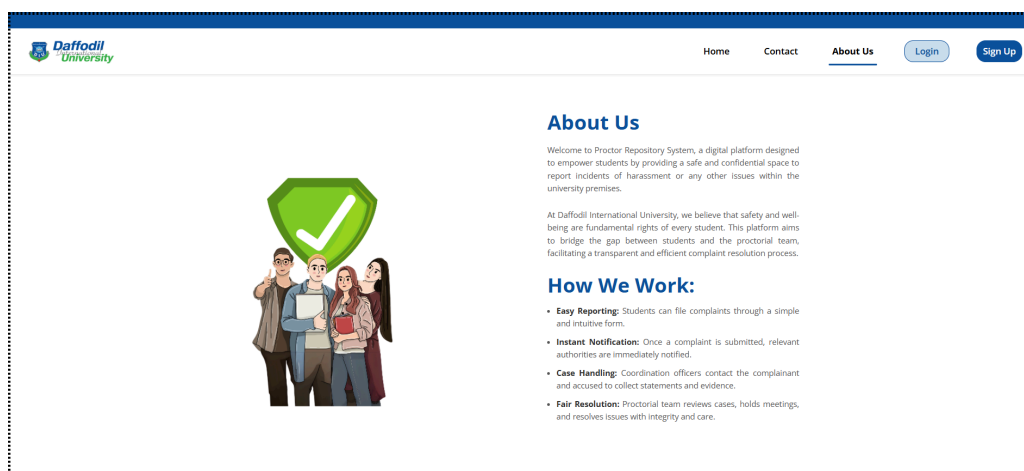 Daffodil
International
University
Home Contact About Us Login Sign Up
About Us
Welcome to Proctor Repository System, a digital platform designed
to empower students by providing a safe and confidential space to
report incidents of harassment or any other issues within the
university premises.
At Daffodil International University, we believe that safety and well-
being are fundamental rights of every student. This platform aims
to bridge the gap between students and the proctorial team,
facilitating a transparent and efficient complaint resolution process.
How We Work:
• Easy Reporting: Students can file complaints through a simple
and intuitive form.
• Instant Notification: Once a complaint is submitted, relevant
authorities are immediately notified.
• Case Handling: Coordination officers contact the complainant
and accused to collect statements and evidence.
• Fair Resolution: Proctorial team reviews cases, holds meetings,
and resolves issues with integrity and care.